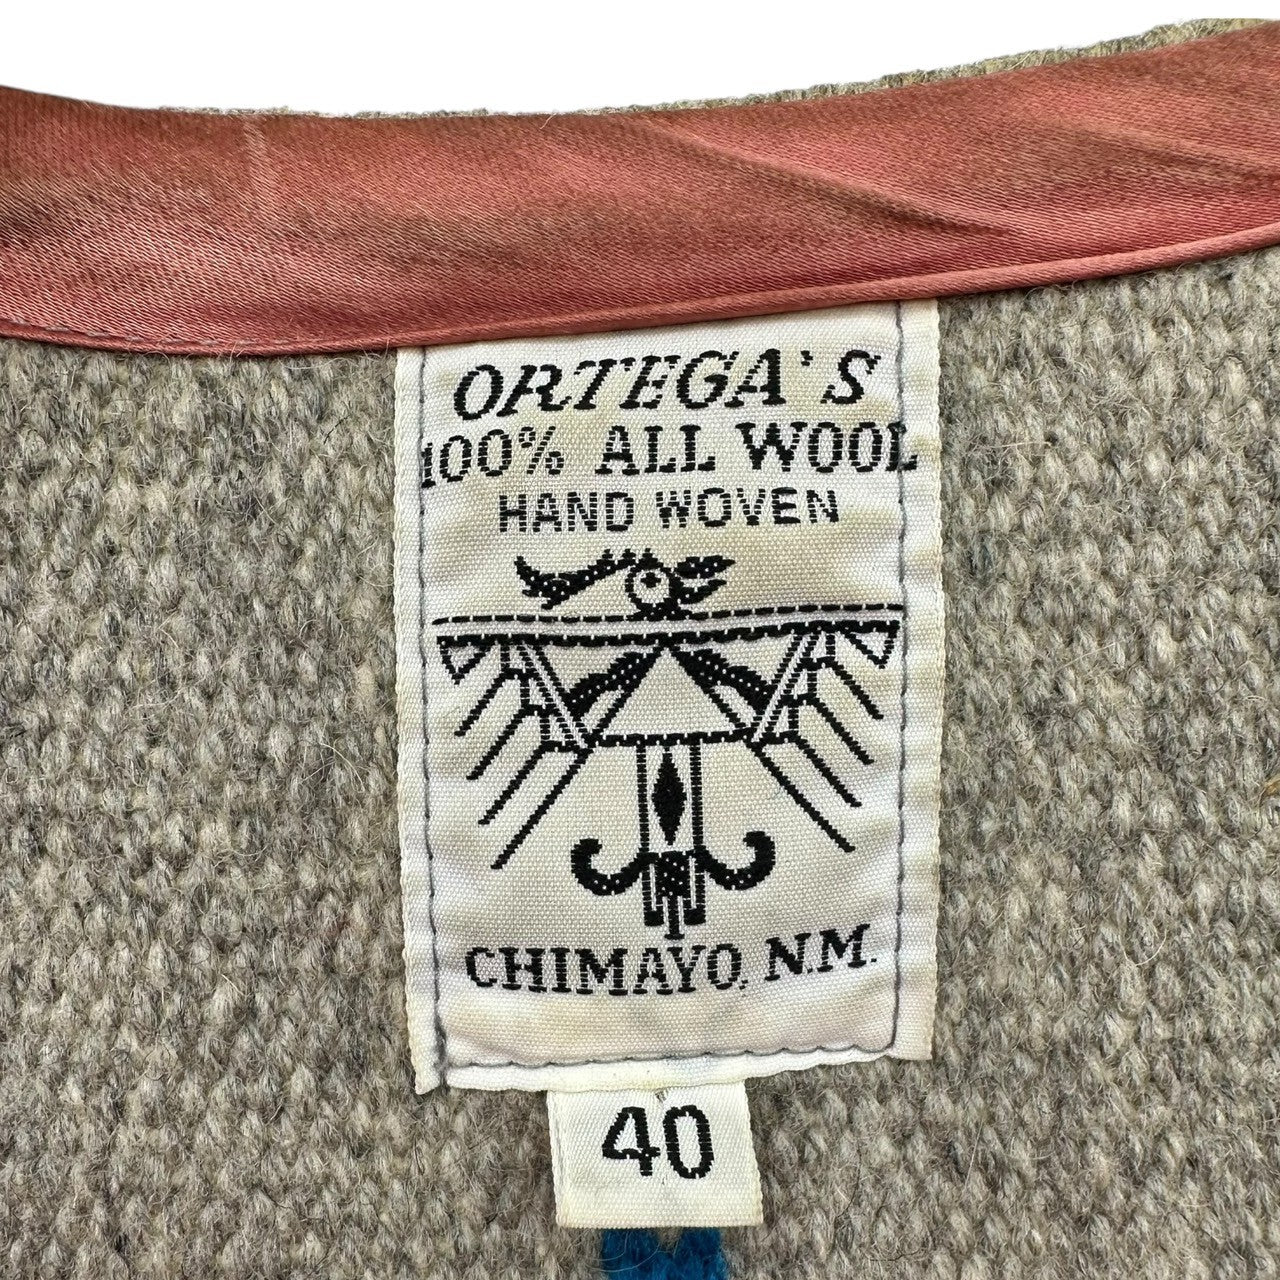 ORTEGA'S
100% ALL WOOL
HAND WOVEN
CHIMAYO, N.M.
40